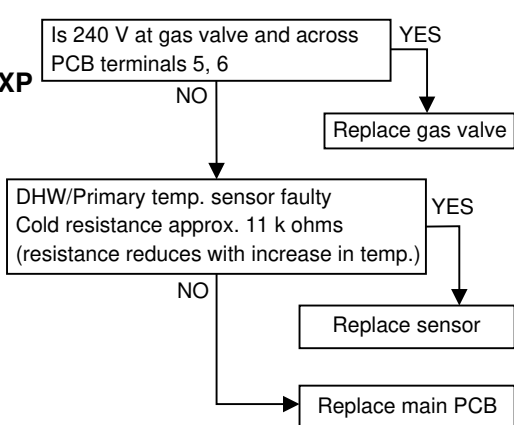 Is 240 V at gas valve and across
PCB terminals 5, 6
YES
XP
NO
Replace gas valve
DHW/Primary temp. sensor faulty
Cold resistance approx. 11 k ohms
(resistance reduces with increase in temp.)
YES
NO
Replace sensor
Replace main PCB